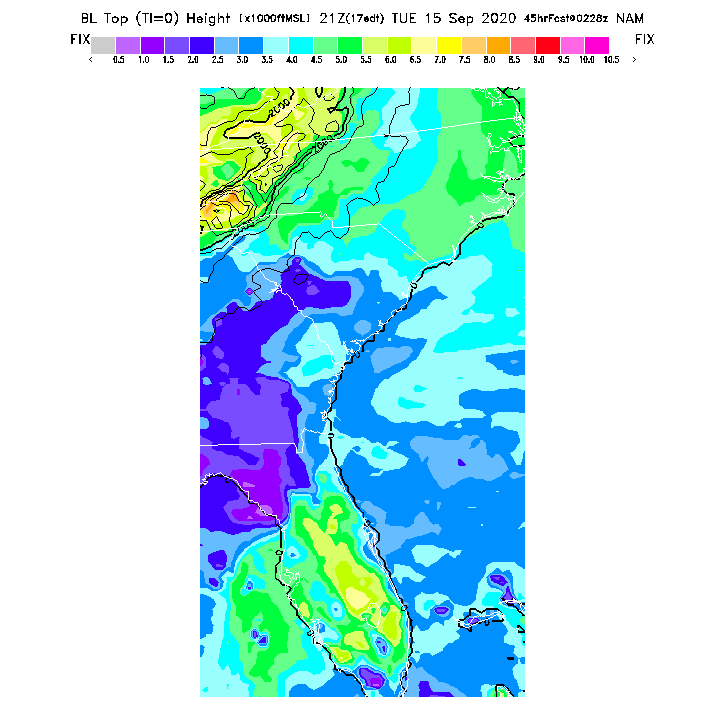 BL Top (TI=0) Height [x1000ftMSL] 21Z(17edt) TUE 15 Sep 2020 45hrFcst@0228z NAM
FIX FIX
< 0.5 1.0 1.5 2.0 2.5 3.0 3.5 4.0 4.5 5.0 5.5 6.0 6.5 7.0 7.5 8.0 8.5 9.0 9.5 10.0 10.5 >
2000
2000